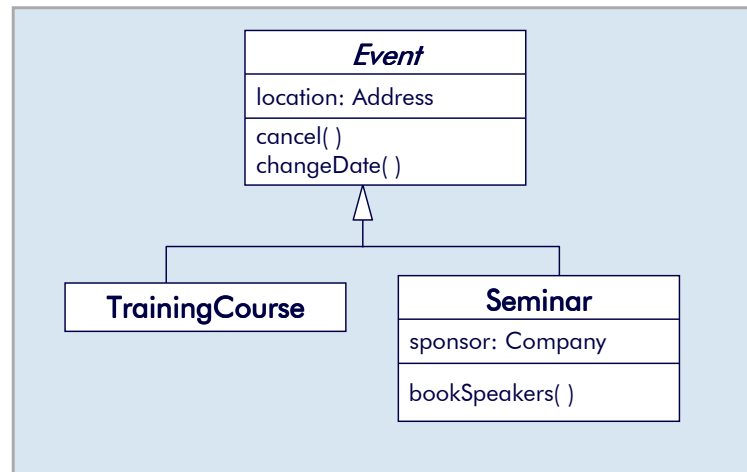 Event
location: Address
cancel( )
changeDate( )
TrainingCourse
Seminar
sponsor: Company
bookSpeakers( )